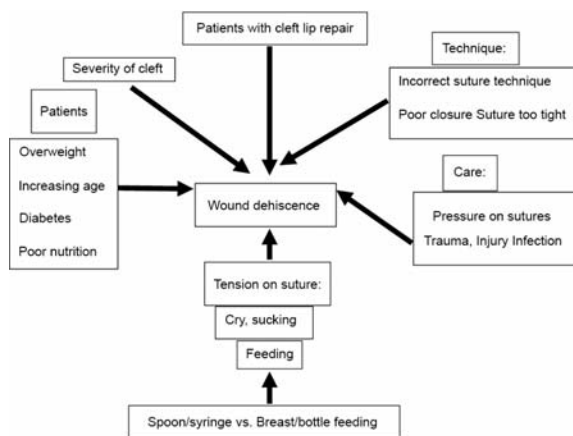 Patients with cleft lip repair
Severity of cleft
Technique:
Incorrect suture technique
Poor closure Suture too tight
Patients
Overweight
Increasing age
Diabetes
Poor nutrition
Wound dehiscence
Care:
Pressure on sutures
Trauma, Injury Infection
Tension on suture:
Cry, sucking
Feeding
Spoon/syringe vs. Breast/bottle feeding